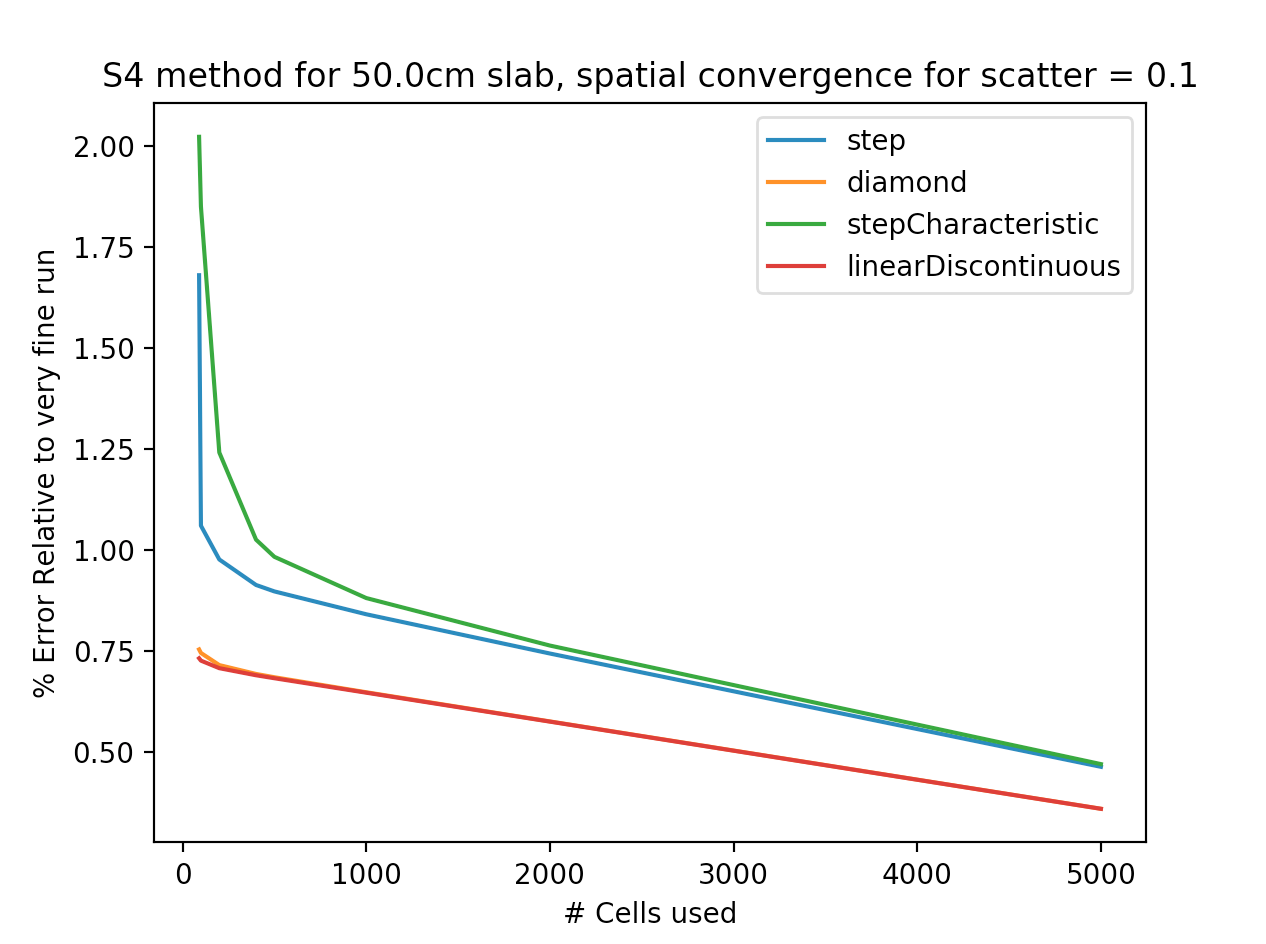 S4 method for 50.0cm slab, spatial convergence for scatter = 0.1
% Error Relative to very fine run
2.00
1.75
1.50
1.25
1.00
0.75
0.50
step
diamond
stepCharacteristic
linearDiscontinuous
0 1000 2000 3000 4000 5000
# Cells used